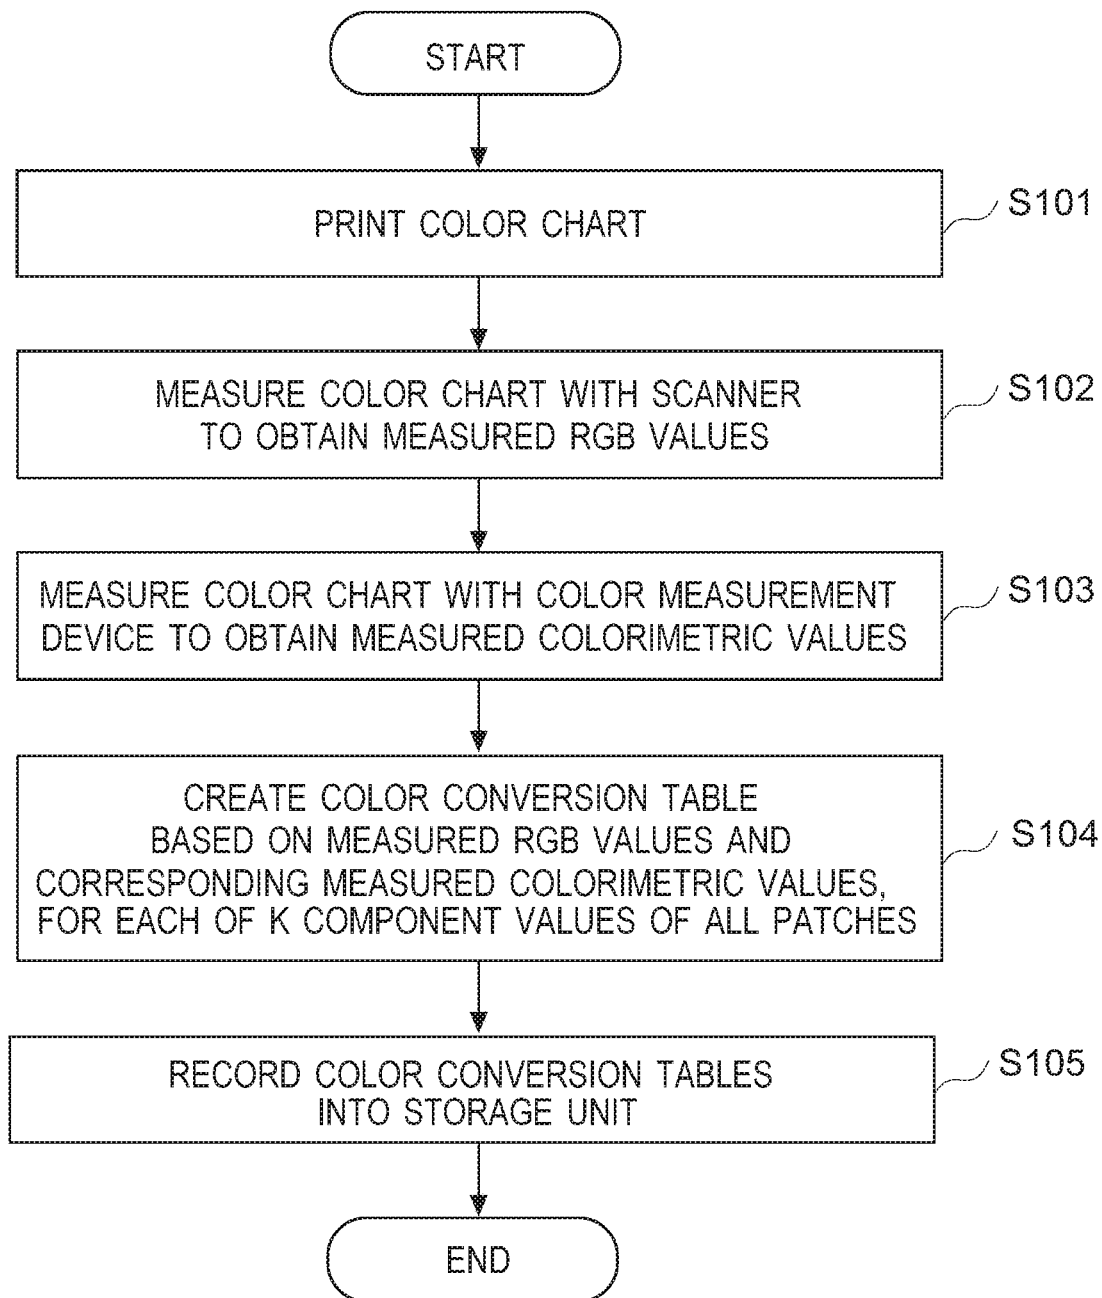 START
PRINT COLOR CHART
S101
MEASURE COLOR CHART WITH SCANNER
TO OBTAIN MEASURED RGB VALUES
S102
MEASURE COLOR CHART WITH COLOR MEASUREMENT
DEVICE TO OBTAIN MEASURED COLORIMETRIC VALUES
S103
CREATE COLOR CONVERSION TABLE
BASED ON MEASURED RGB VALUES AND
CORRESPONDING MEASURED COLORIMETRIC VALUES,
FOR EACH OF K COMPONENT VALUES OF ALL PATCHES
S104
RECORD COLOR CONVERSION TABLES
INTO STORAGE UNIT
S105
END